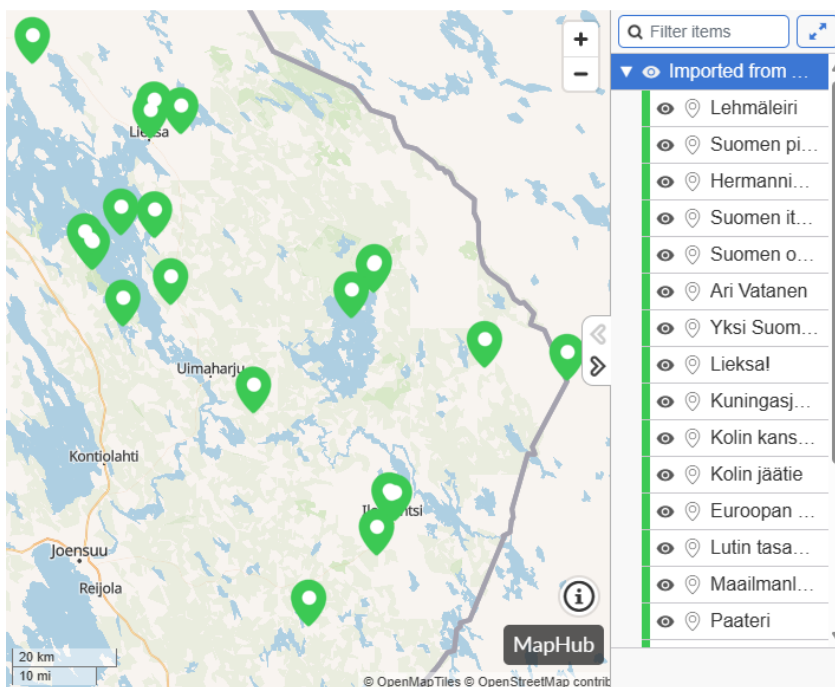 Filter items
Imported from ...
Lehmäleiri
Suomen pi...
Hermanni...
Suomen it...
Suomen o...
Ari Vatanen
Yksi Suom...
Lieksa!
Kuningasj...
Kolin kans...
Kolin jäätie
Euroopan ...
Lutin tasa...
Maailmanl...
Paateri
+
−
Lieksa
Uimaharju
Kontiolahti
Joensuu
Reijola
20 km
10 mi
MapHub
© OpenMapTiles © OpenStreetMap contrib